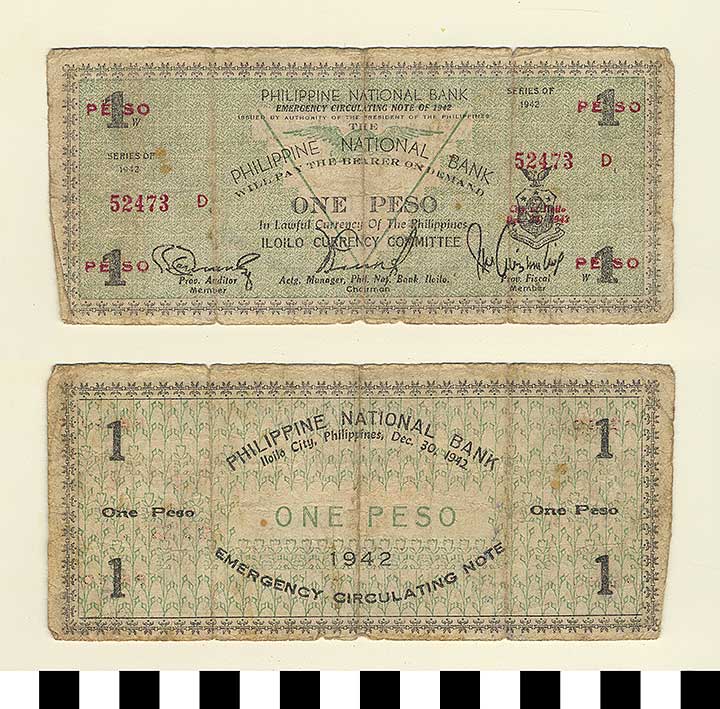 PHILIPPINE NATIONAL BANK
EMERGENCY CIRCULATING NOTE OF 1942
ISSUED BY AUTHORITY OF THE PRESIDENT OF THE PHILIPPINES
THE
PHILIPPINE NATIONAL BANK
WILL PAY THE BEARER ON DEMAND
ONE PESO
In Lawful Currency Of The Philippines
ILOILO CURRENCY COMMITTEE
1
PESO
W
SERIES OF
1942
52473 D
1
PESO
SERIES OF
1942
1
PESO
W
52473 D
City of Iloilo
1
PESO
W
Prov. Auditor
Member
Actg. Manager, Phil. Nat. Bank, Iloilo.
Chairman
Prov. Fiscal
Member
1
1
PHILIPPINE NATIONAL BANK
Iloilo City, Philippines, Dec. 30, 1942
One Peso
ONE PESO
One Peso
1942
EMERGENCY CIRCULATING NOTE
1
1